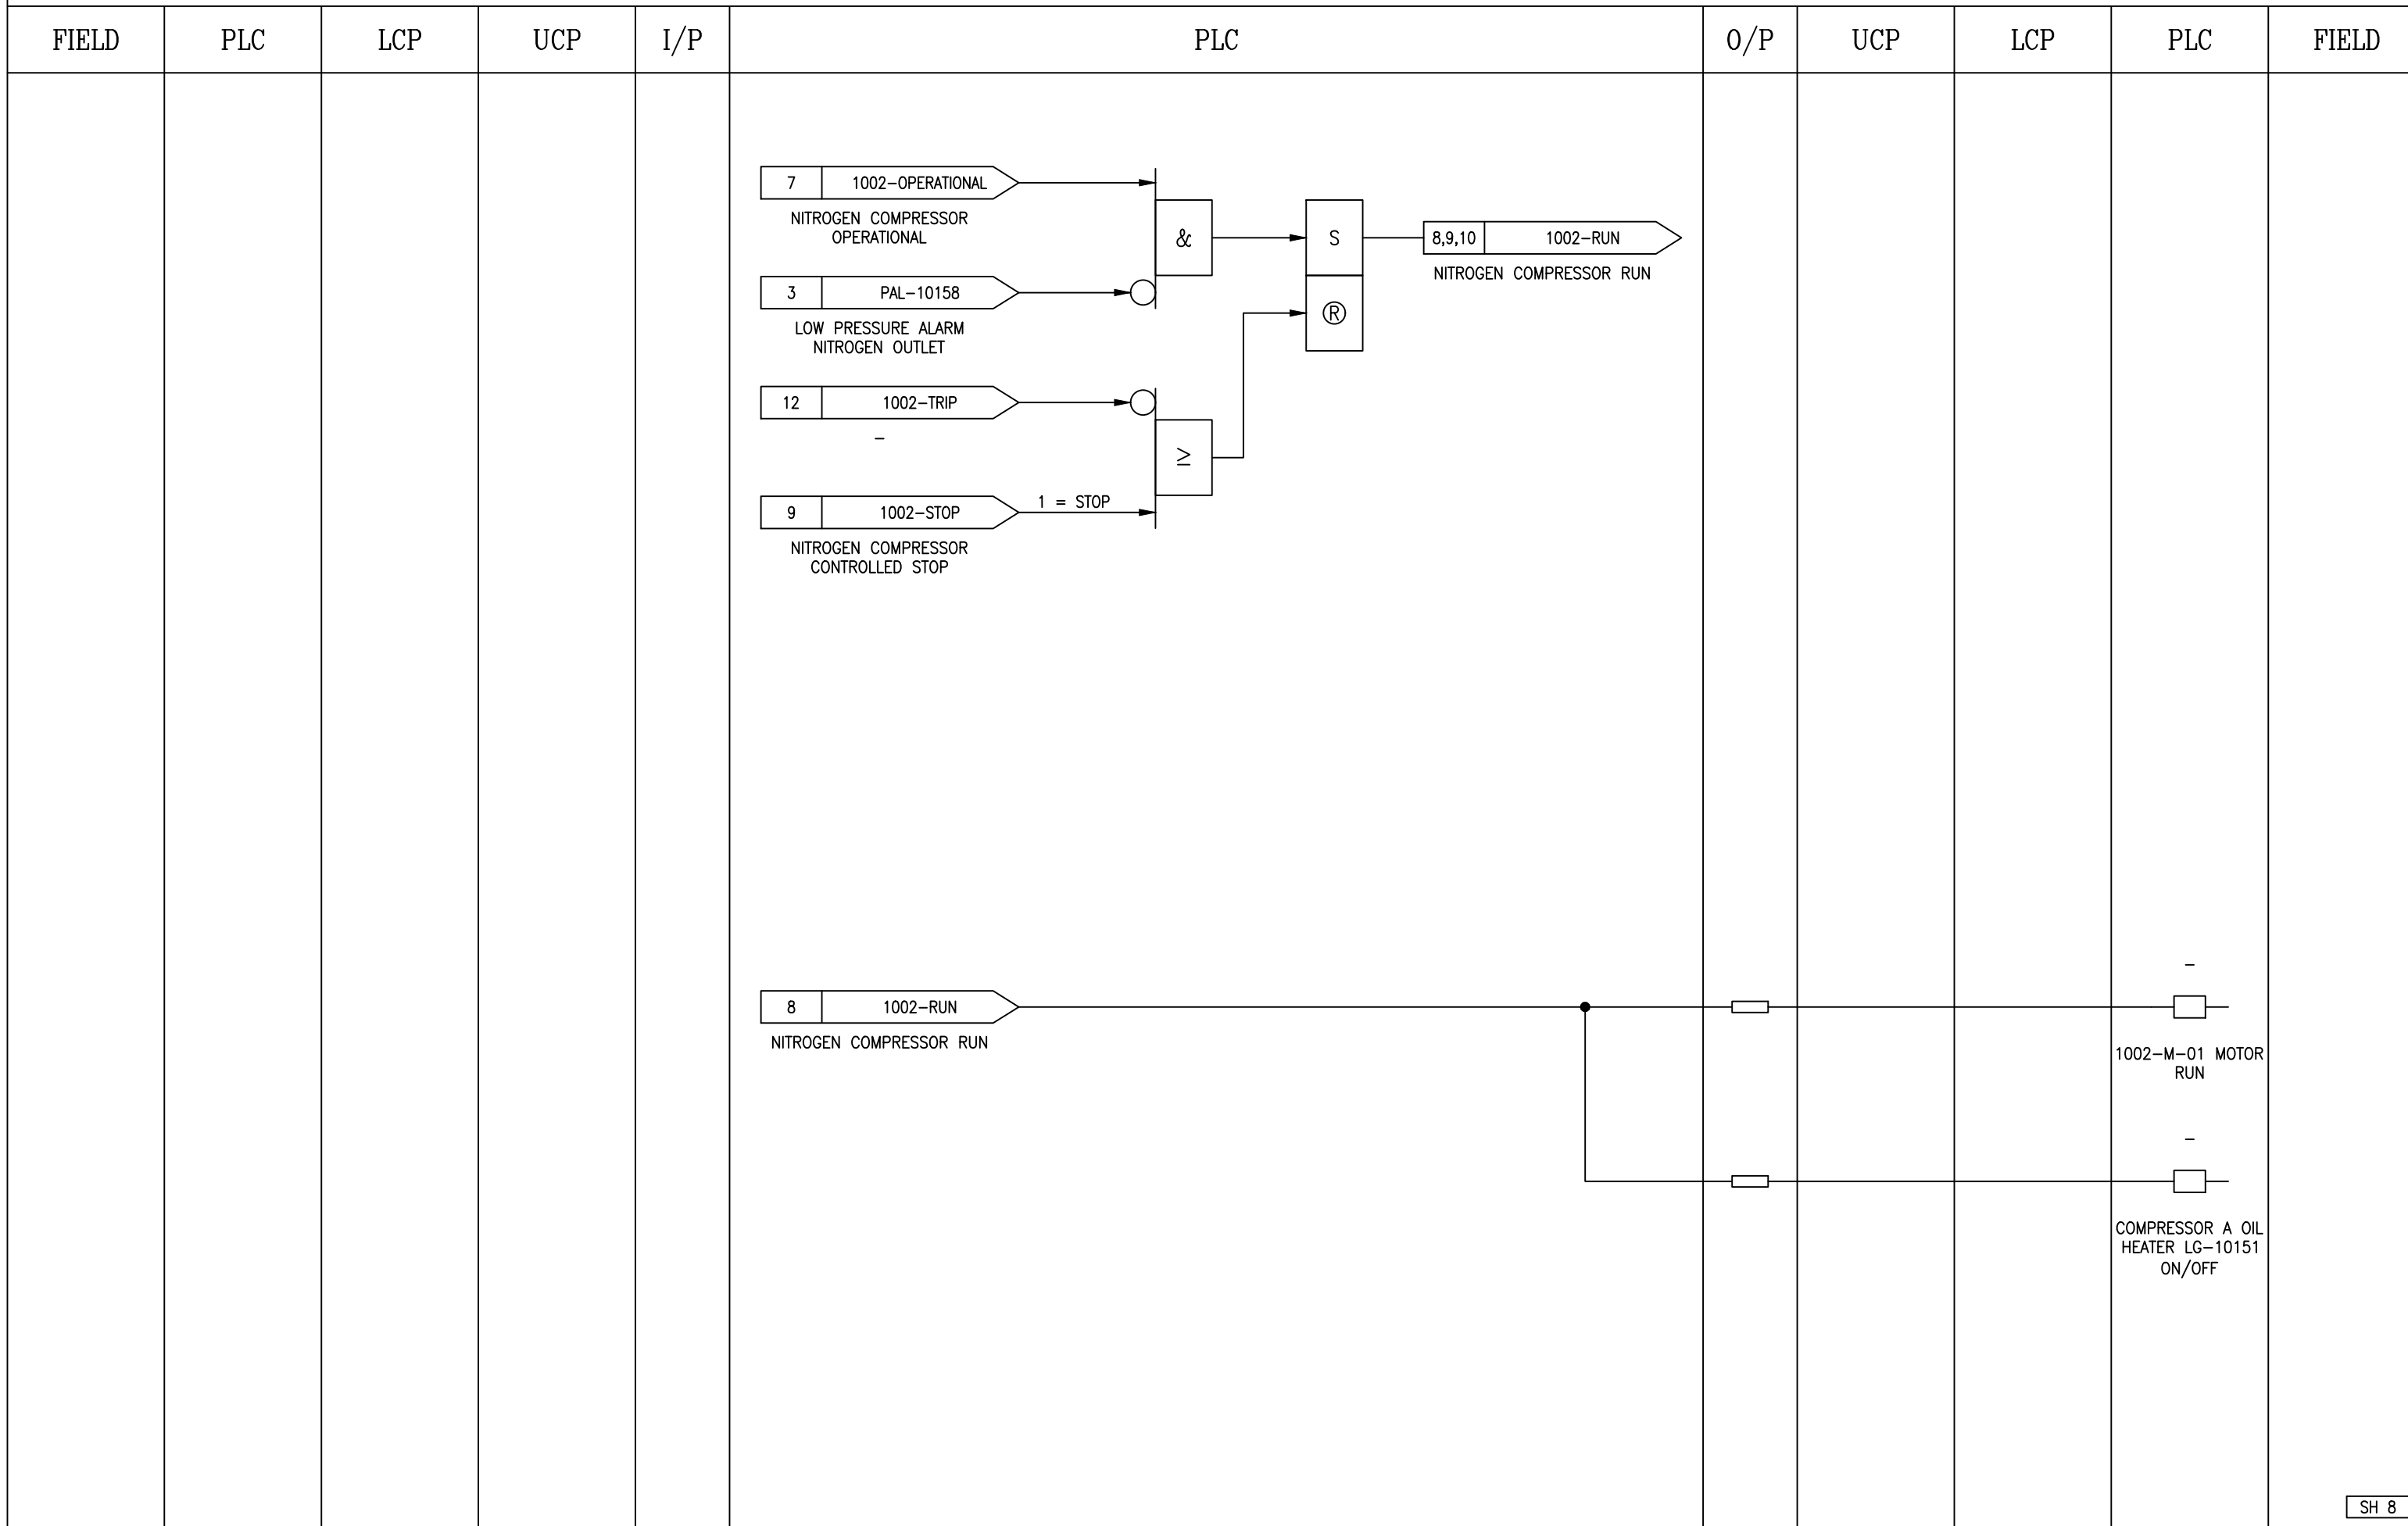 FIELD PLC LCP UCP I/P PLC O/P UCP LCP PLC FIELD
7 1002-OPERATIONAL
NITROGEN COMPRESSOR
OPERATIONAL
&
S
8,9,10 1002-RUN
NITROGEN COMPRESSOR RUN
3 PAL-10158
LOW PRESSURE ALARM
NITROGEN OUTLET
Ⓡ
12 1002-TRIP
-
≥
9 1002-STOP
1 = STOP
NITROGEN COMPRESSOR
CONTROLLED STOP
-
8 1002-RUN
NITROGEN COMPRESSOR RUN
1002-M-01 MOTOR
RUN
-
COMPRESSOR A OIL
HEATER LG-10151
ON/OFF
SH 8